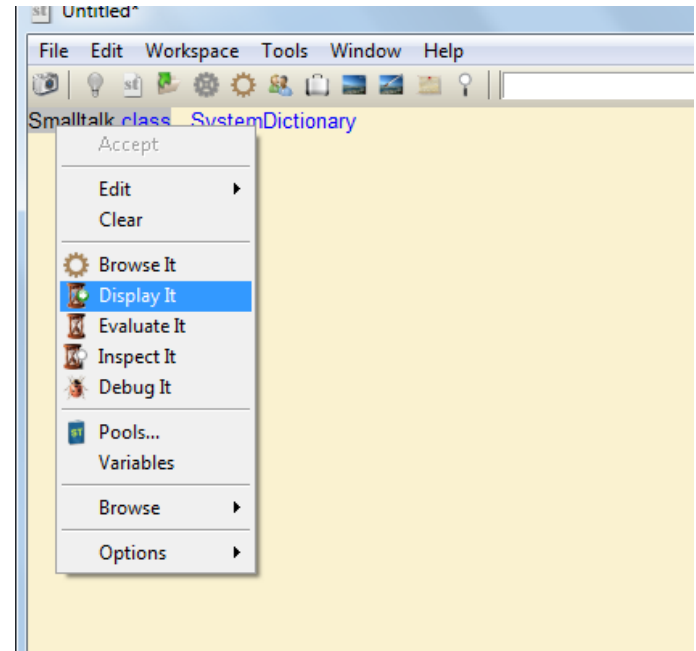 Untitled*
File Edit Workspace Tools Window Help
Smalltalk class SystemDictionary
Accept
Edit
Clear
Browse It
Display It
Evaluate It
Inspect It
Debug It
Pools...
Variables
Browse
Options